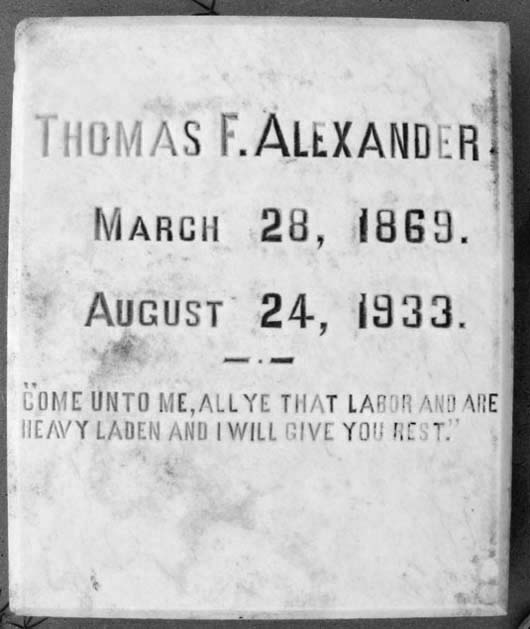 THOMAS F. ALEXANDER.
MARCH 28, 1869.
AUGUST 24, 1933.
"COME UNTO ME, ALL YE THAT LABOR AND ARE
HEAVY LADEN AND I WILL GIVE YOU REST."